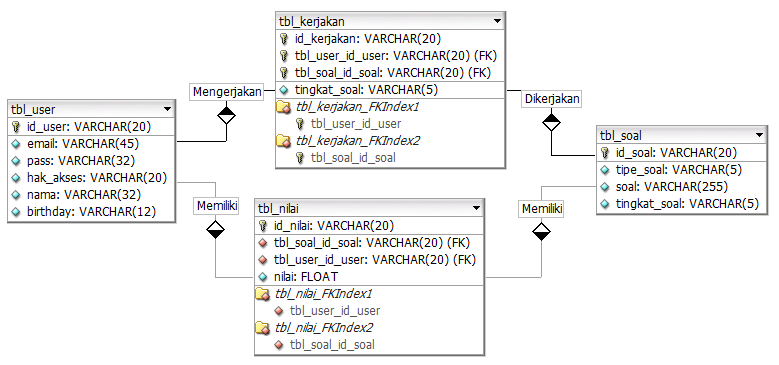 tbl_kerjakan
id_kerjakan: VARCHAR(20)
tbl_user_id_user: VARCHAR(20) (FK)
tbl_soal_id_soal: VARCHAR(20) (FK)
tingkat_soal: VARCHAR(5)
tbl_kerjakan_FKIndex1
tbl_user_id_user
tbl_kerjakan_FKIndex2
tbl_soal_id_soal
Mengerjakan
Dikerjakan
tbl_user
id_user: VARCHAR(20)
email: VARCHAR(45)
pass: VARCHAR(32)
hak_akses: VARCHAR(20)
nama: VARCHAR(32)
birthday: VARCHAR(12)
tbl_soal
id_soal: VARCHAR(20)
tipe_soal: VARCHAR(5)
soal: VARCHAR(255)
tingkat_soal: VARCHAR(5)
Memiliki
Memiliki
tbl_nilai
id_nilai: VARCHAR(20)
tbl_soal_id_soal: VARCHAR(20) (FK)
tbl_user_id_user: VARCHAR(20) (FK)
nilai: FLOAT
tbl_nilai_FKIndex1
tbl_user_id_user
tbl_nilai_FKIndex2
tbl_soal_id_soal